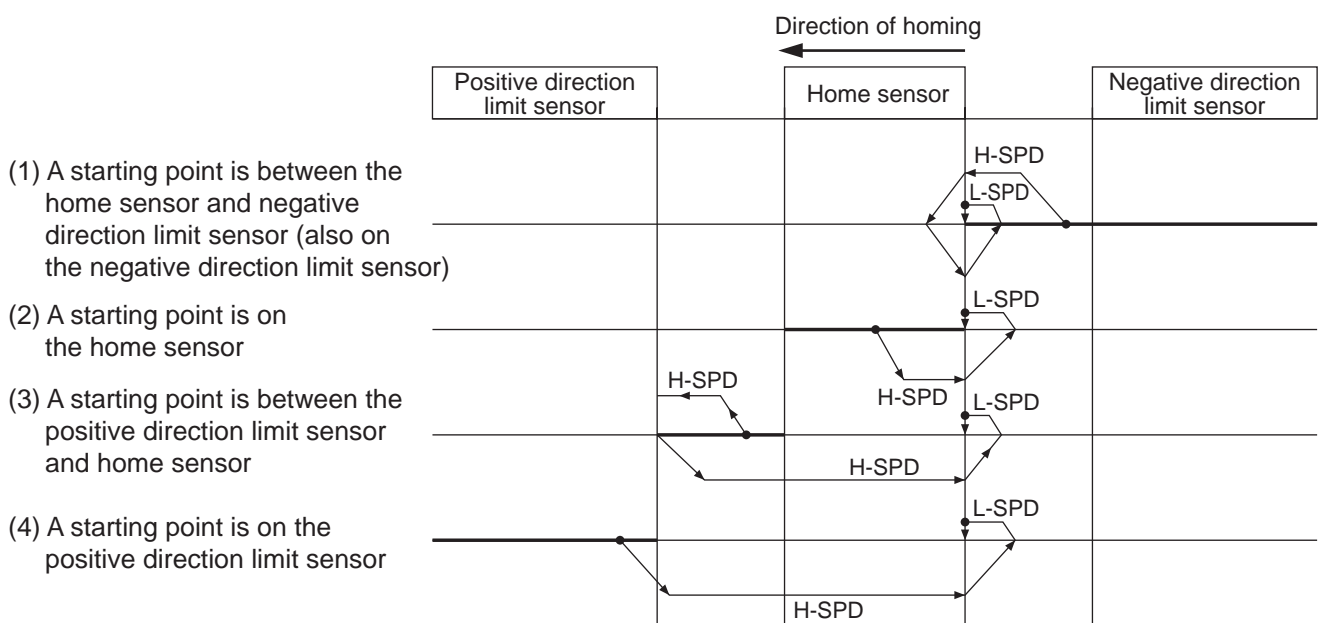 Direction of homing
Positive direction
limit sensor
Home sensor
Negative direction
limit sensor
(1) A starting point is between the
home sensor and negative
direction limit sensor (also on
the negative direction limit sensor)
H-SPD
L-SPD
(2) A starting point is on
the home sensor
L-SPD
H-SPD
(3) A starting point is between the
positive direction limit sensor
and home sensor
H-SPD
L-SPD
H-SPD
(4) A starting point is on the
positive direction limit sensor
L-SPD
H-SPD